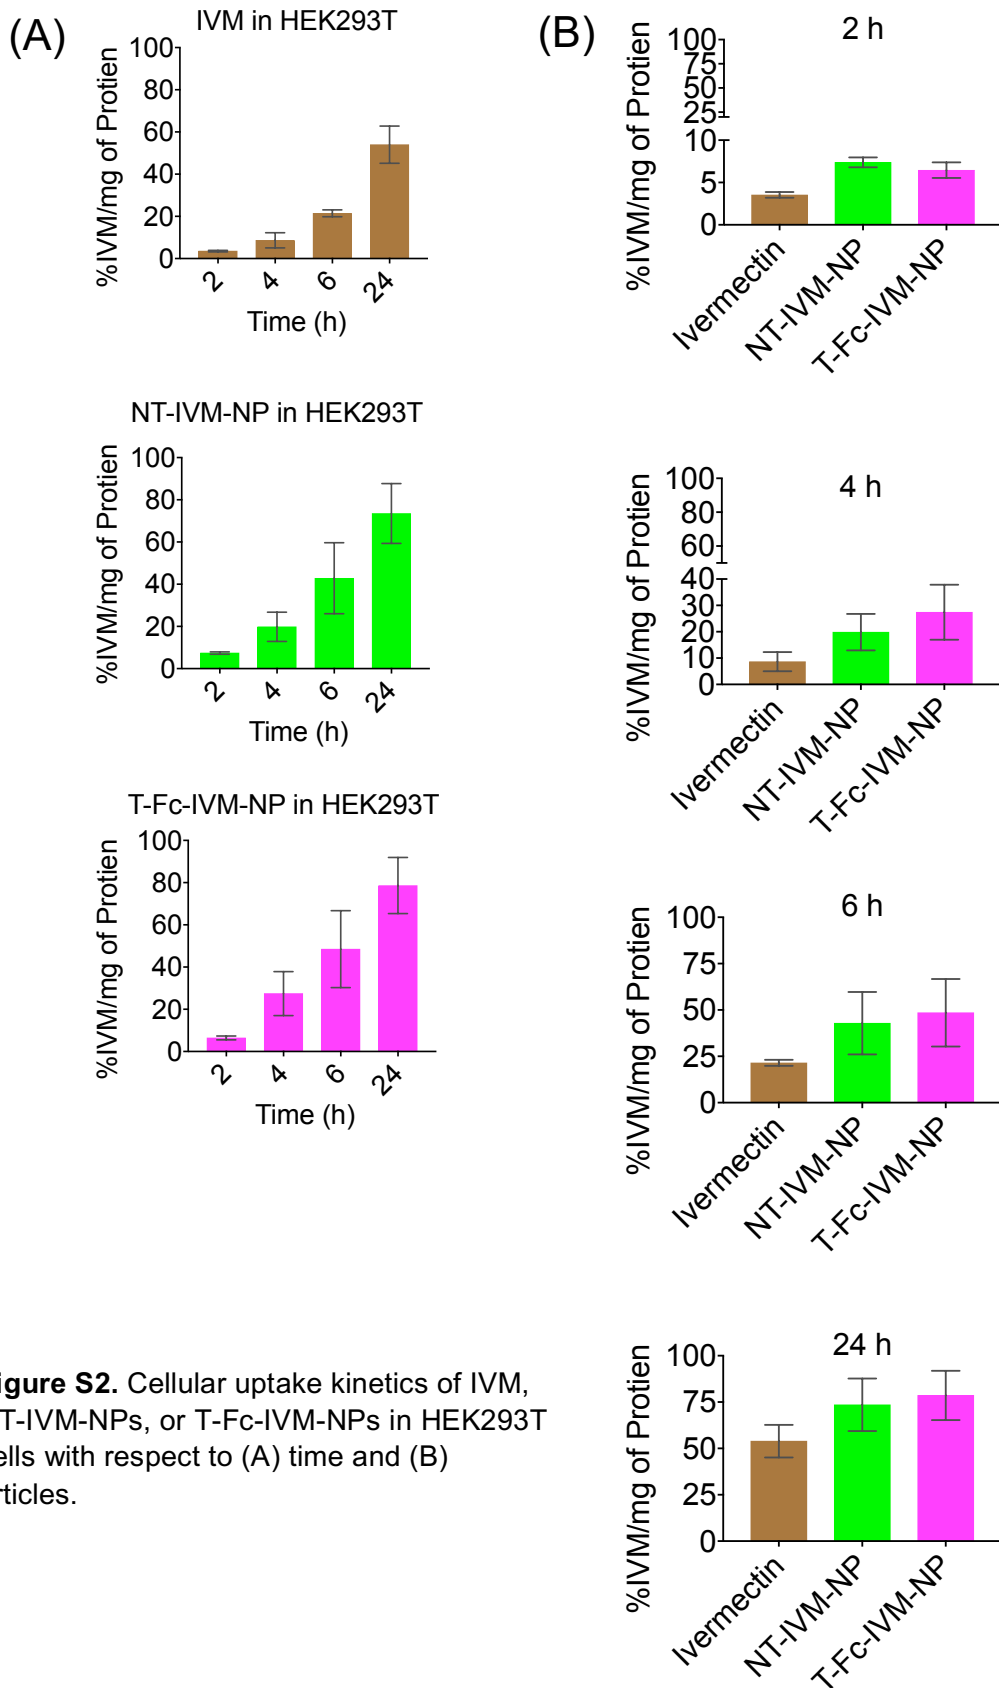 (A)
IVM in HEK293T
%IVM/mg of Protien
100
80
60
40
20
0
2 4 6 24
Time (h)
NT-IVM-NP in HEK293T
%IVM/mg of Protien
100
80
60
40
20
0
2 4 6 24
Time (h)
T-Fc-IVM-NP in HEK293T
%IVM/mg of Protien
100
80
60
40
20
0
2 4 6 24
Time (h)
(B)
2 h
%IVM/mg of Protien
100
75
50
25
10
5
0
Ivermectin
NT-IVM-NP
T-Fc-IVM-NP
4 h
%IVM/mg of Protien
100
80
60
40
30
20
10
0
Ivermectin
NT-IVM-NP
T-Fc-IVM-NP
6 h
%IVM/mg of Protien
100
75
50
25
0
Ivermectin
NT-IVM-NP
T-Fc-IVM-NP
24 h
%IVM/mg of Protien
100
75
50
25
0
Ivermectin
NT-IVM-NP
T-Fc-IVM-NP
igure S2. Cellular uptake kinetics of IVM,
T-IVM-NPs, or T-Fc-IVM-NPs in HEK293T
ells with respect to (A) time and (B)
rticles.